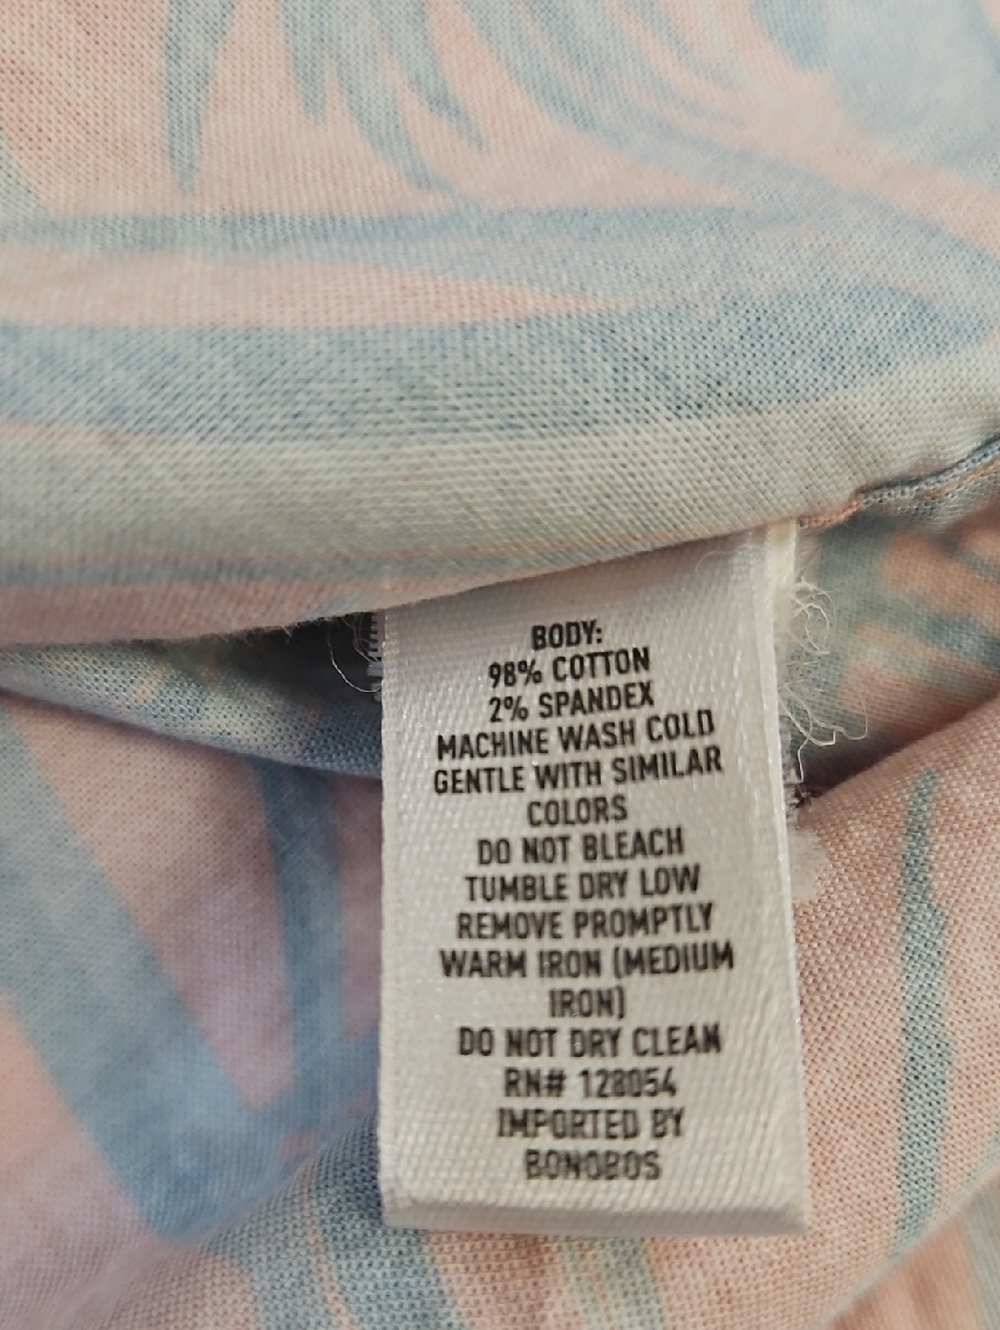 BODY:
98% COTTON
2% SPANDEX
MACHINE WASH COLD
GENTLE WITH SIMILAR
COLORS
DO NOT BLEACH
TUMBLE DRY LOW
REMOVE PROMPTLY
WARM IRON (MEDIUM
IRON)
DO NOT DRY CLEAN
RN# 128054
IMPORTED BY
BONOBOS